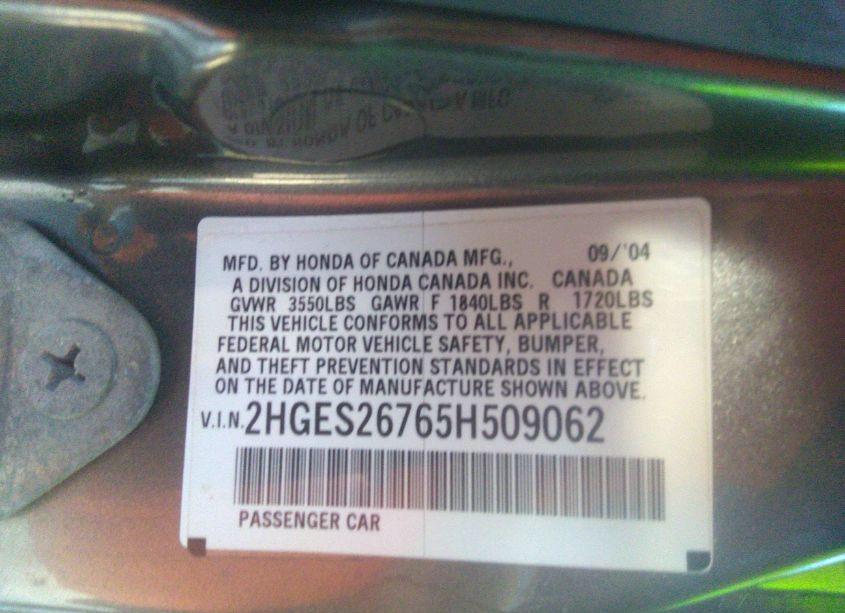 MFD. BY HONDA OF CANADA MFG., 09/'04
A DIVISION OF HONDA CANADA INC. CANADA
GVWR 3550LBS GAWR F 1840LBS R 1720LBS
THIS VEHICLE CONFORMS TO ALL APPLICABLE
FEDERAL MOTOR VEHICLE SAFETY, BUMPER,
AND THEFT PREVENTION STANDARDS IN EFFECT
ON THE DATE OF MANUFACTURE SHOWN ABOVE.
V.I.N. 2HGES26765H509062
PASSENGER CAR